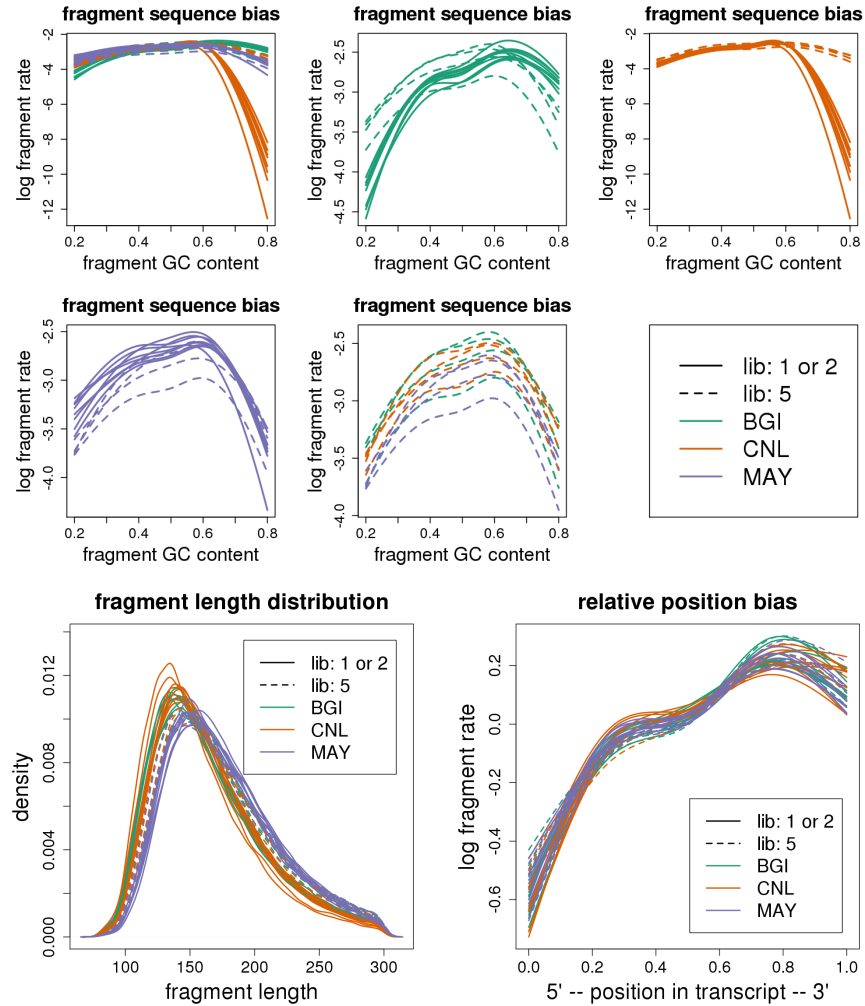 fragment sequence bias
log fragment rate
-2
-4
-6
-8
-10
-12
0.2
0.4
0.6
0.8
fragment GC content
fragment sequence bias
log fragment rate
-2.5
-3.0
-3.5
-4.0
-4.5
0.2
0.4
0.6
0.8
fragment GC content
fragment sequence bias
log fragment rate
-2
-4
-6
-8
-10
-12
0.2
0.4
0.6
0.8
fragment GC content
fragment sequence bias
log fragment rate
-2.5
-3.0
-4.0
0.2
0.4
0.6
0.8
fragment GC content
fragment sequence bias
log fragment rate
-2.5
-3.0
-3.5
-4.0
0.2
0.4
0.6
0.8
fragment GC content
lib: 1 or 2
lib: 5
BGI
CNL
MAY
fragment length distribution
density
0.012
0.008
0.004
0.000
lib: 1 or 2
lib: 5
BGI
CNL
MAY
100
150
200
250
300
fragment length
relative position bias
log fragment rate
0.2
0.0
-0.2
-0.4
-0.6
lib: 1 or 2
lib: 5
BGI
CNL
MAY
0.0
0.2
0.4
0.6
0.8
1.0
5' -- position in transcript -- 3'